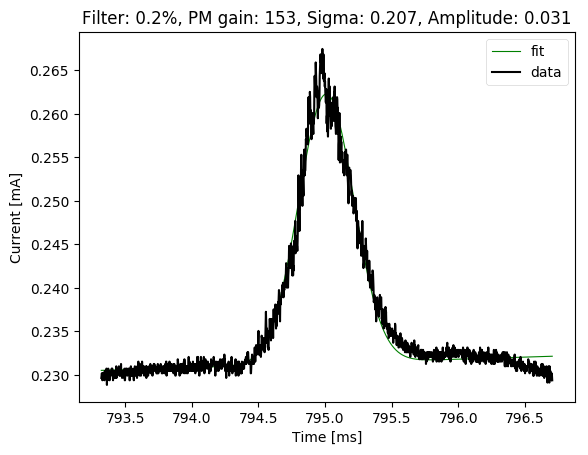 Filter: 0.2%, PM gain: 153, Sigma: 0.207, Amplitude: 0.031
fit
data
0.265
0.260
0.255
0.250
0.245
0.240
0.235
0.230
Current [mA]
793.5 794.0 794.5 795.0 795.5 796.0 796.5
Time [ms]